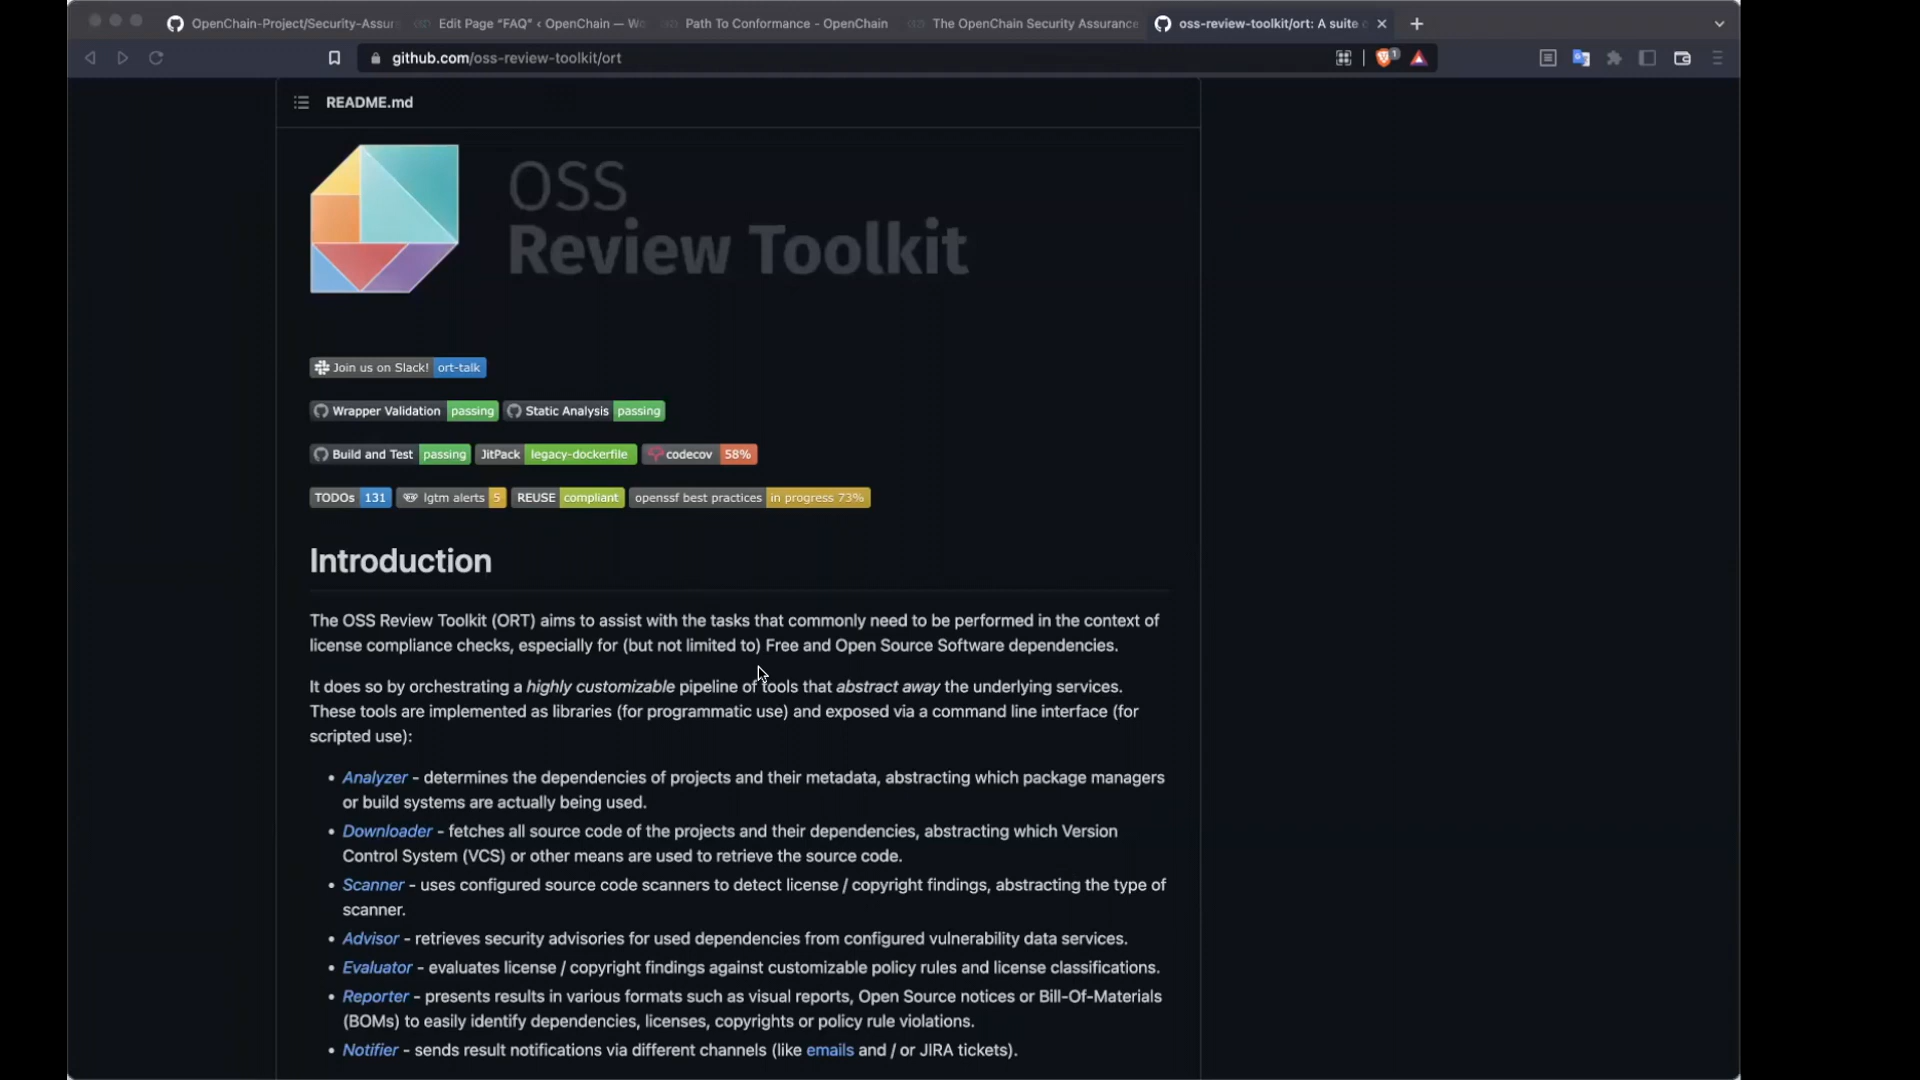 OpenChain-Project/Security-Assur
Edit Page "FAQ" ‹ OpenChain — Wo
Path To Conformance - OpenChain
The OpenChain Security Assurance
oss-review-toolkit/ort: A suite
github.com/oss-review-toolkit/ort
1
README.md
OSS
Review Toolkit
Join us on Slack! ort-talk
Wrapper Validation passing Static Analysis passing
Build and Test passing JitPack legacy-dockerfile codecov 58%
TODOs 131 lgtm alerts 5 REUSE compliant openssf best practices in progress 73%
Introduction
The OSS Review Toolkit (ORT) aims to assist with the tasks that commonly need to be performed in the context of
license compliance checks, especially for (but not limited to) Free and Open Source Software dependencies.
It does so by orchestrating a highly customizable pipeline of tools that abstract away the underlying services.
These tools are implemented as libraries (for programmatic use) and exposed via a command line interface (for
scripted use):
• Analyzer - determines the dependencies of projects and their metadata, abstracting which package managers
or build systems are actually being used.
• Downloader - fetches all source code of the projects and their dependencies, abstracting which Version
Control System (VCS) or other means are used to retrieve the source code.
• Scanner - uses configured source code scanners to detect license / copyright findings, abstracting the type of
scanner.
• Advisor - retrieves security advisories for used dependencies from configured vulnerability data services.
• Evaluator - evaluates license / copyright findings against customizable policy rules and license classifications.
• Reporter - presents results in various formats such as visual reports, Open Source notices or Bill-Of-Materials
(BOMs) to easily identify dependencies, licenses, copyrights or policy rule violations.
• Notifier - sends result notifications via different channels (like emails and / or JIRA tickets).